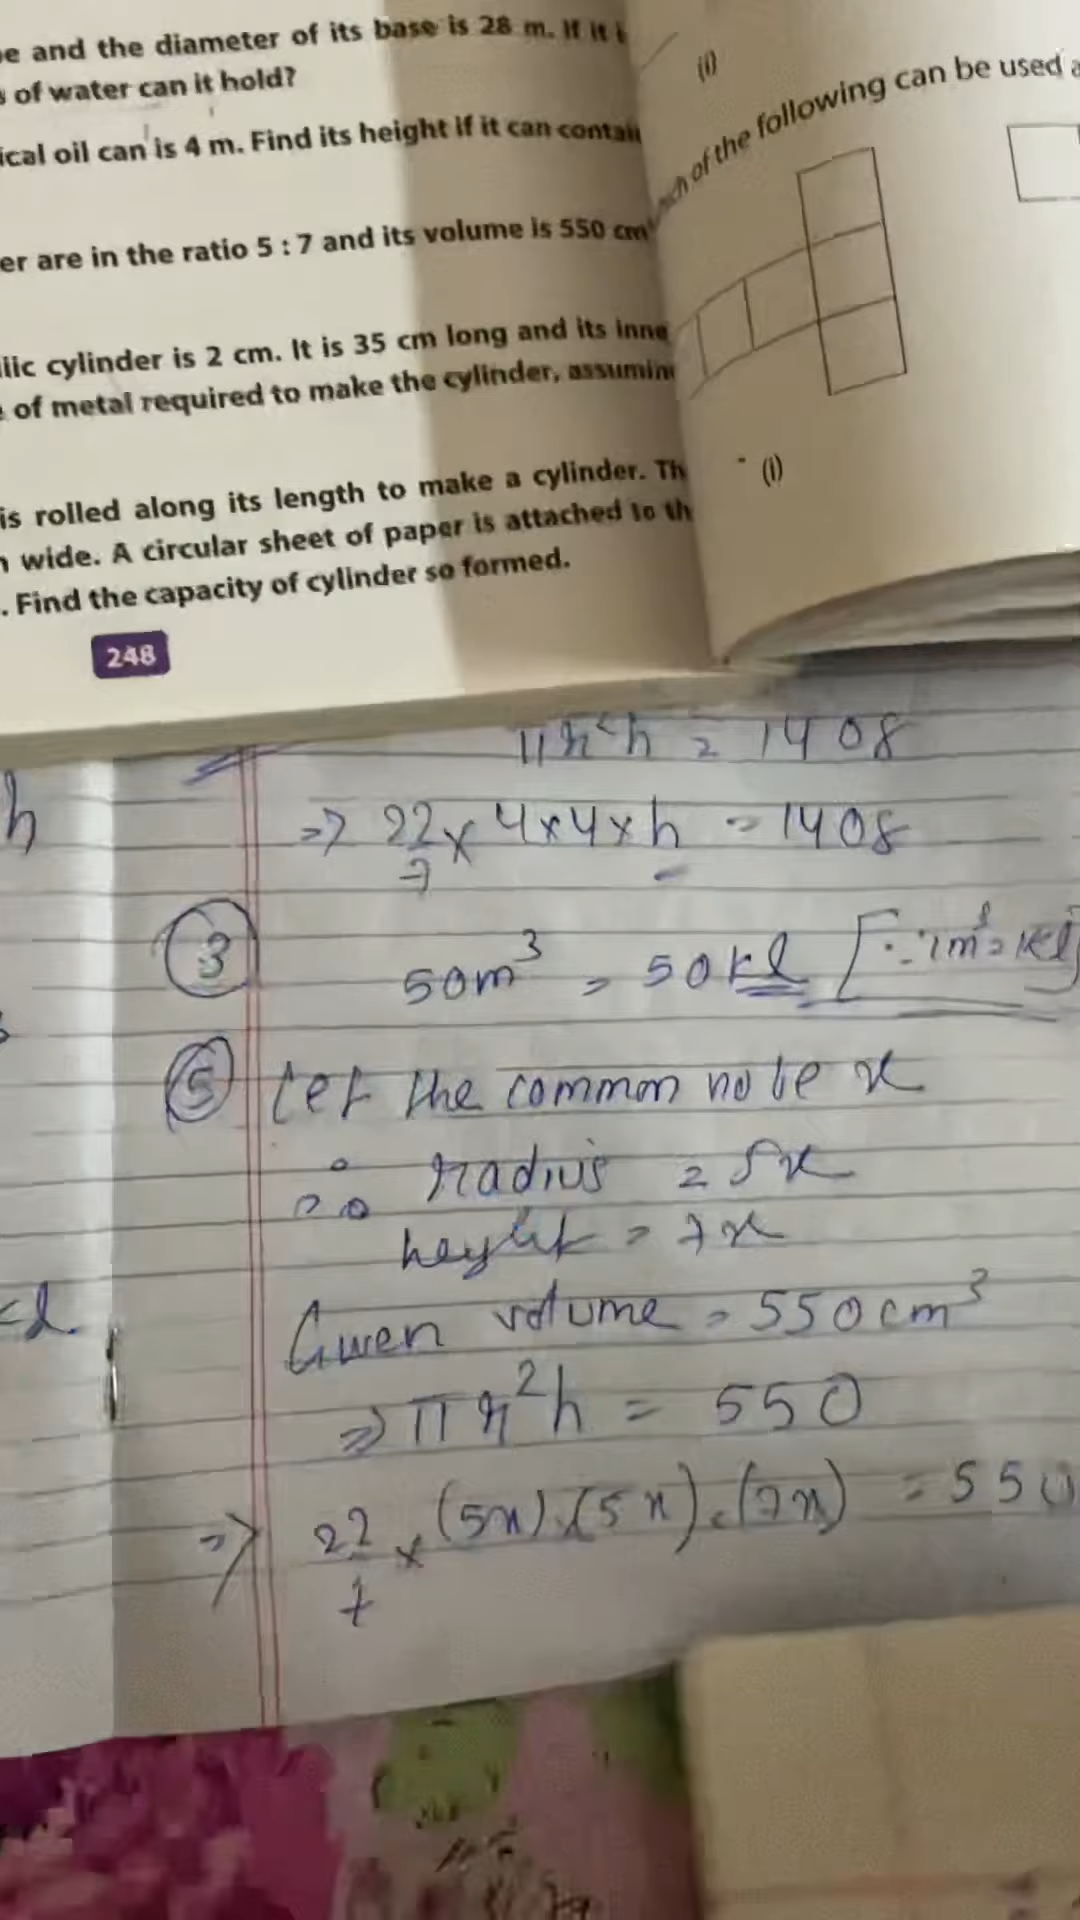 e and the diameter of its base is 28 m. If it
of water can it hold?
ical oil can is 4 m. Find its height if it can contain
er are in the ratio 5 : 7 and its volume is 550 cm
llic cylinder is 2 cm. It is 35 cm long and its inne
of metal required to make the cylinder, assumin
is rolled along its length to make a cylinder. Th
wide. A circular sheet of paper is attached to th
. Find the capacity of cylinder so formed.
248
(i)
of the following can be used a
(i)
πr²h = 1408
⇒ 22/7 × 4×4×h = 1408
h
③ 50m³ = 50kl [∵ 1m³ = 1kl]
⑤ Let the common no be x
∴ radius = 5x
height = 7x
Given volume = 550cm³
⇒ πr²h = 550
⇒ 22/7 × (5x).(5x).(7x) = 550